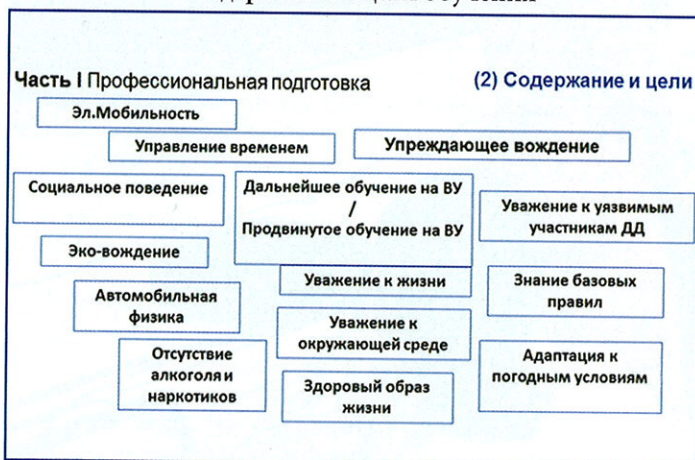 Часть I Профессиональная подготовка (2) Содержание и цели
Эл.Мобильность
Управление временем
Упреждающее вождение
Социальное поведение
Дальнейшее обучение на ВУ
/
Продвинутое обучение на ВУ
Уважение к уязвимым
участникам ДД
Эко-вождение
Уважение к жизни
Знание базовых
правил
Автомобильная
физика
Уважение к
окружающей среде
Отсутствие
алкоголя и
наркотиков
Адаптация к
погодным условиям
Здоровый образ
жизни